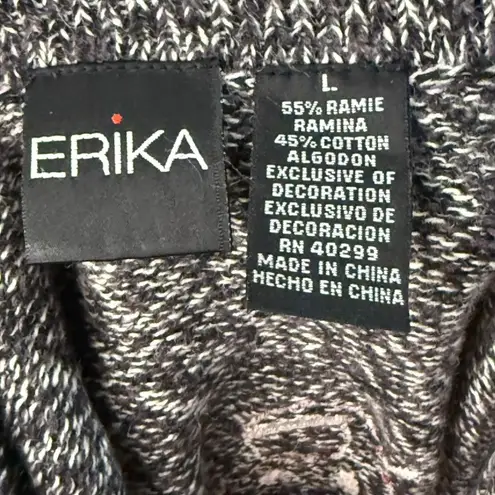 ERiKA
L
55% RAMIE
RAMINA
45% COTTON
ALGODON
EXCLUSIVE OF
DECORATION
EXCLUSIVO DE
DECORACION
RN 40299
MADE IN CHINA
HECHO EN CHINA